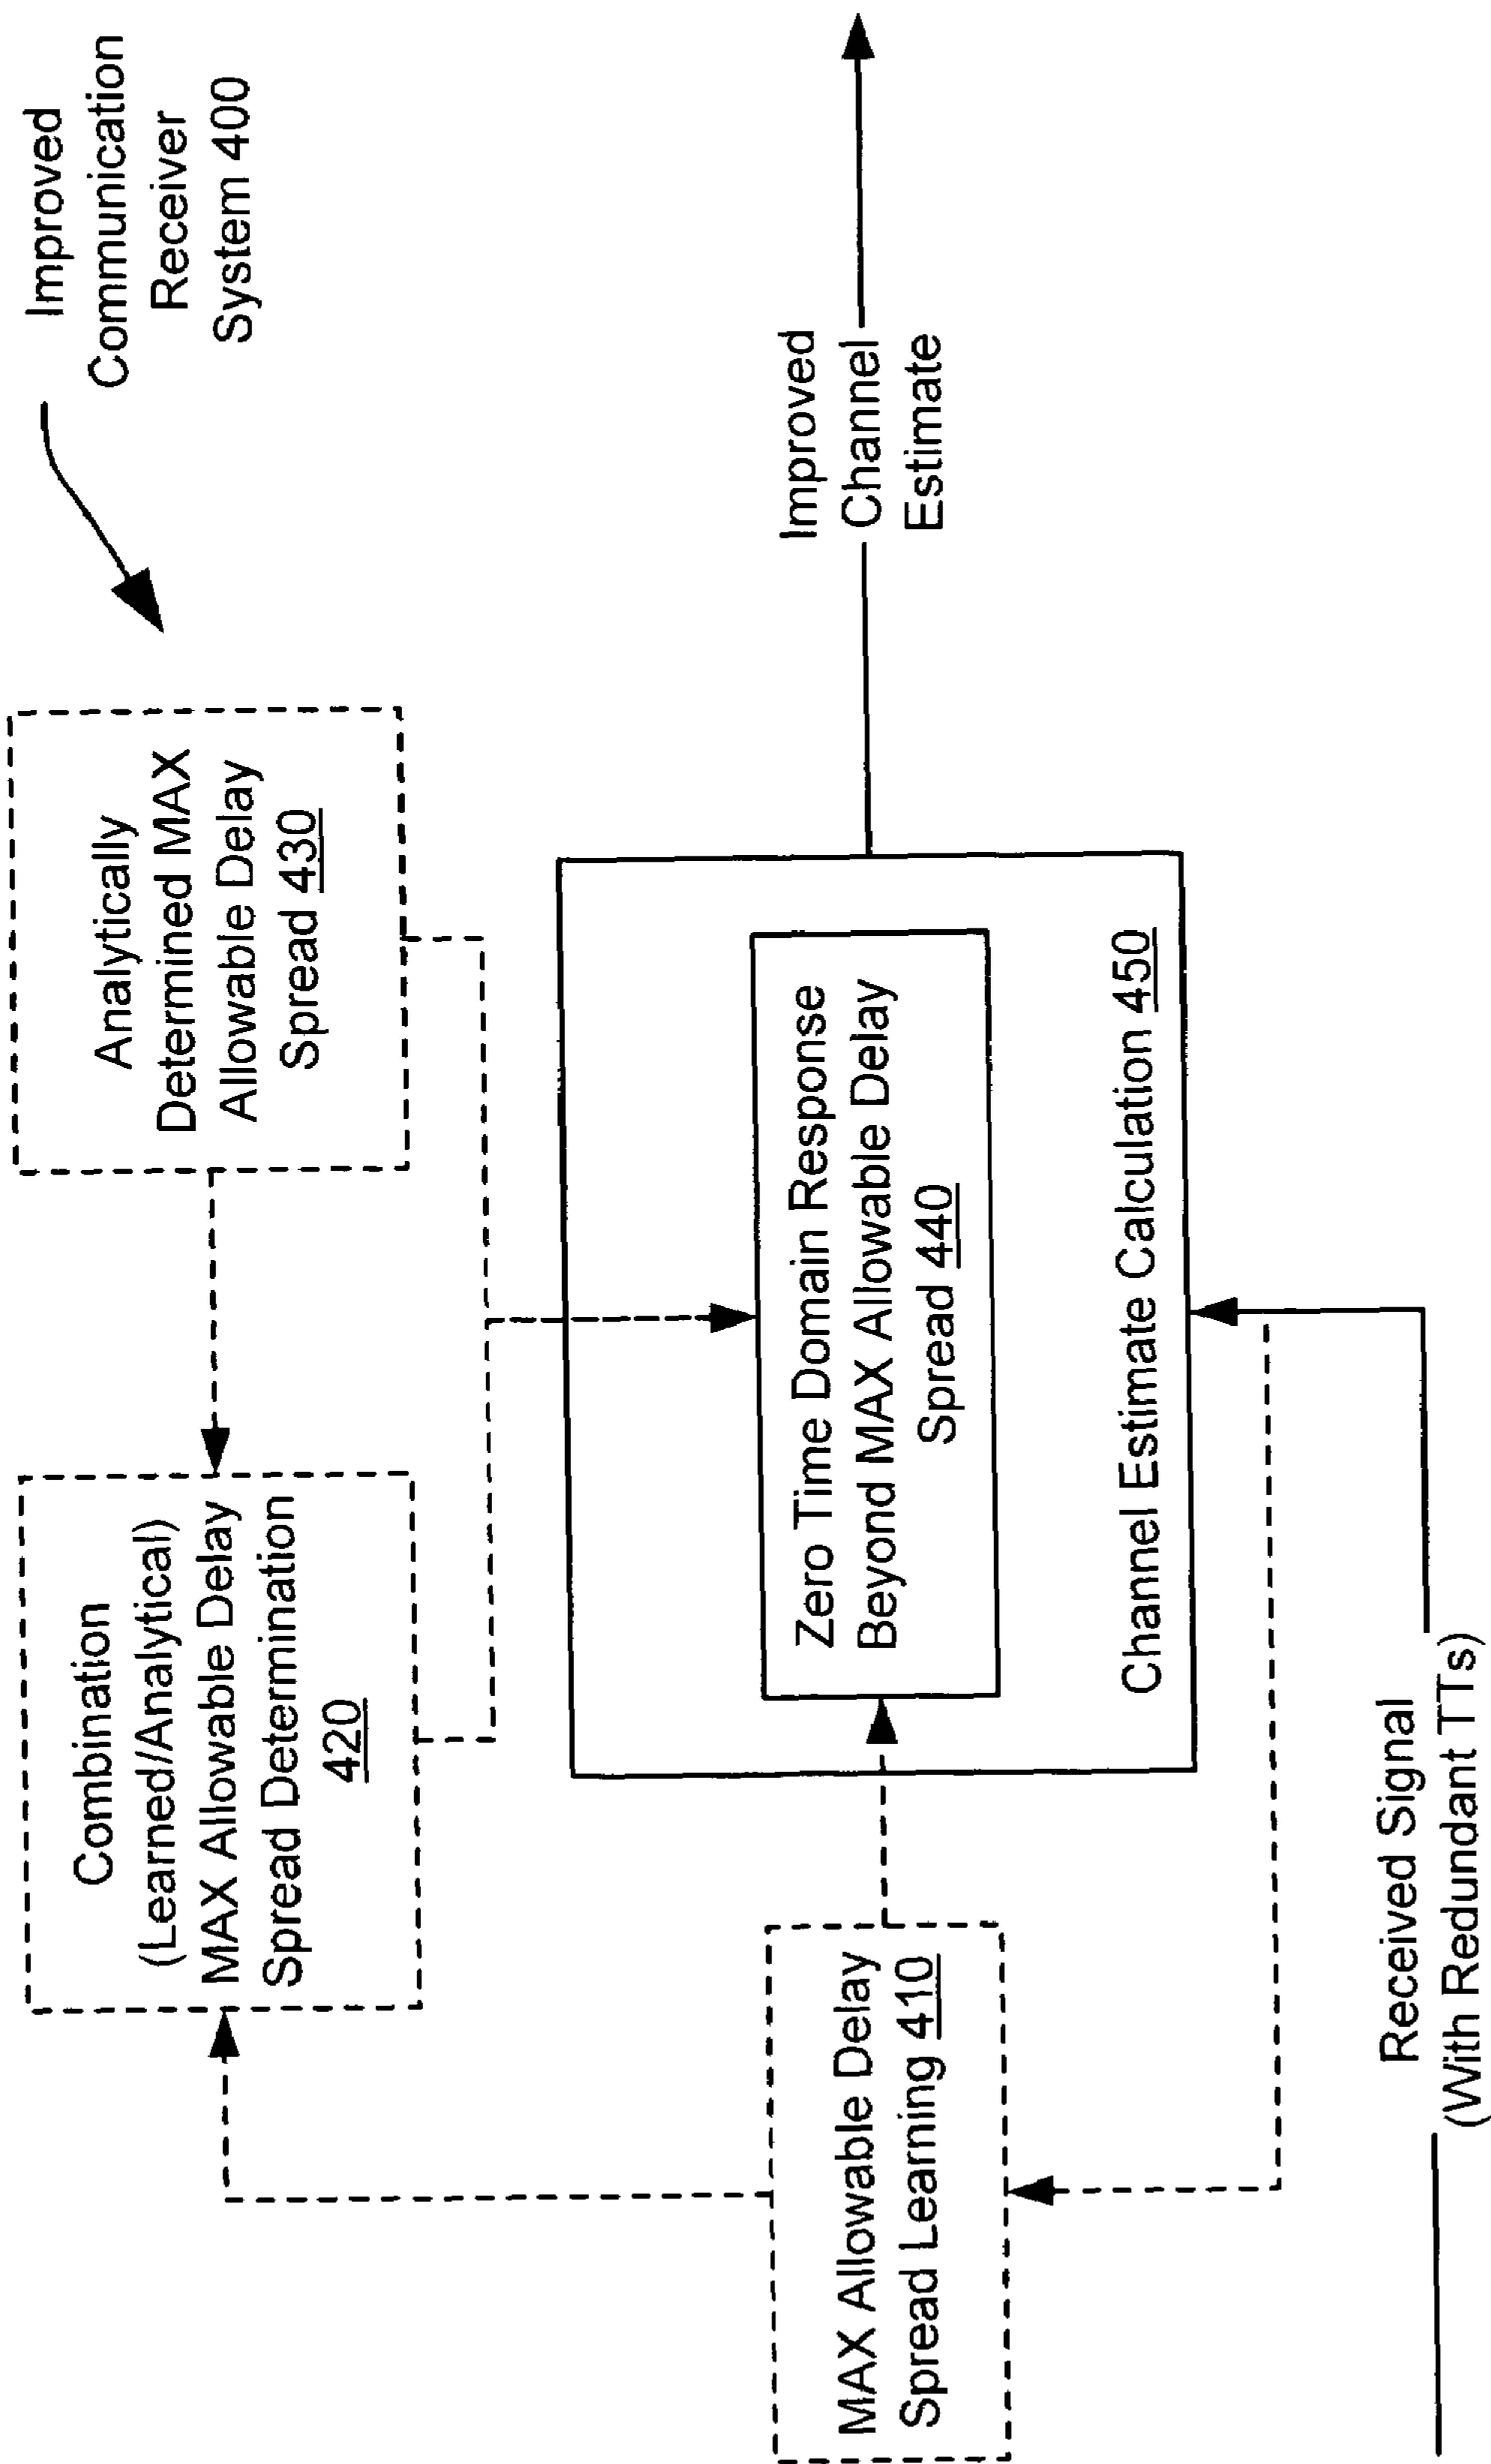 Improved
Communication
Receiver
System 400
Combination
(Learned/Analytical)
MAX Allowable Delay
Spread Determination
420
Analytically
Determined MAX
Allowable Delay
Spread 430
MAX Allowable Delay
Spread Learning 410
Zero Time Domain Response
Beyond MAX Allowable Delay
Spread 440
Channel Estimate Calculation 450
Improved
Channel
Estimate
Received Signal
(With Redundant TTs)